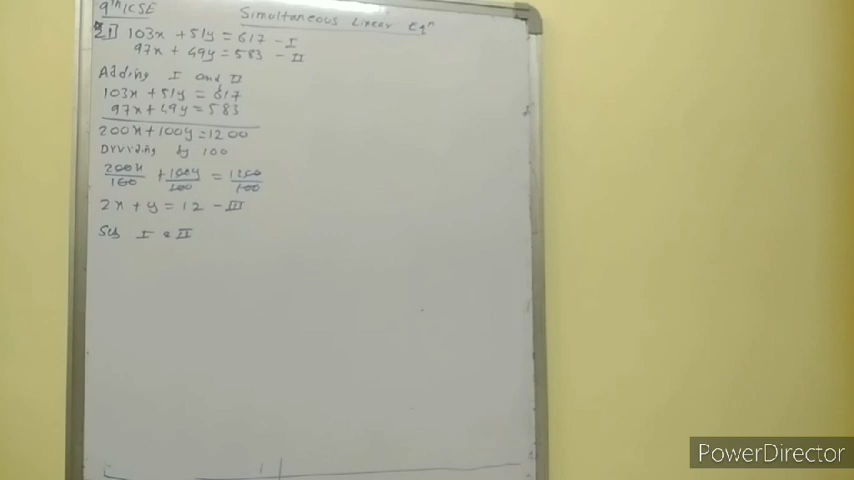 9th ICSE
Simultaneous Linear Eqn
21] 103x + 51y = 617 - I
97x + 49y = 583 - II
Adding I and II
103x + 51y = 617
97x + 49y = 583
200x + 100y = 1200
Dividing by 100
200x/100 + 100y/100 = 1200/100
2x + y = 12 - III
Sub I & II
PowerDirector